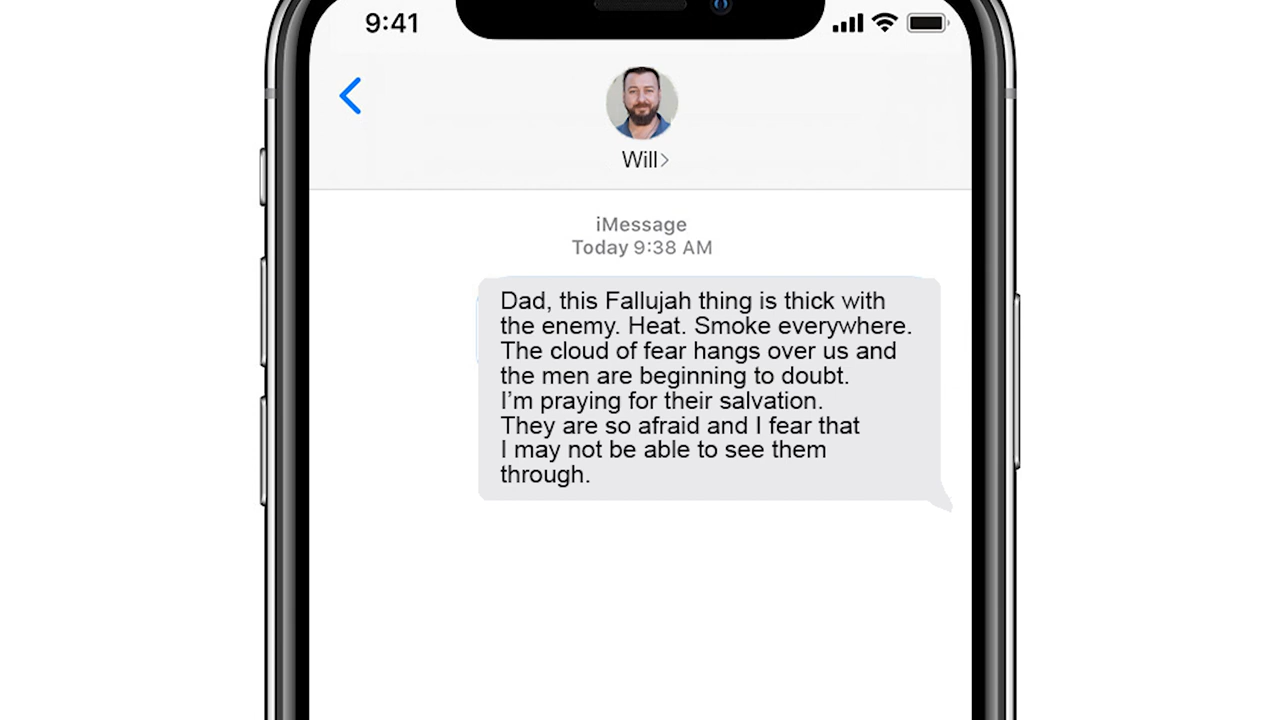 9:41
Will>
iMessage
Today 9:38 AM
Dad, this Fallujah thing is thick with
the enemy. Heat. Smoke everywhere.
The cloud of fear hangs over us and
the men are beginning to doubt.
I’m praying for their salvation.
They are so afraid and I fear that
I may not be able to see them
through.